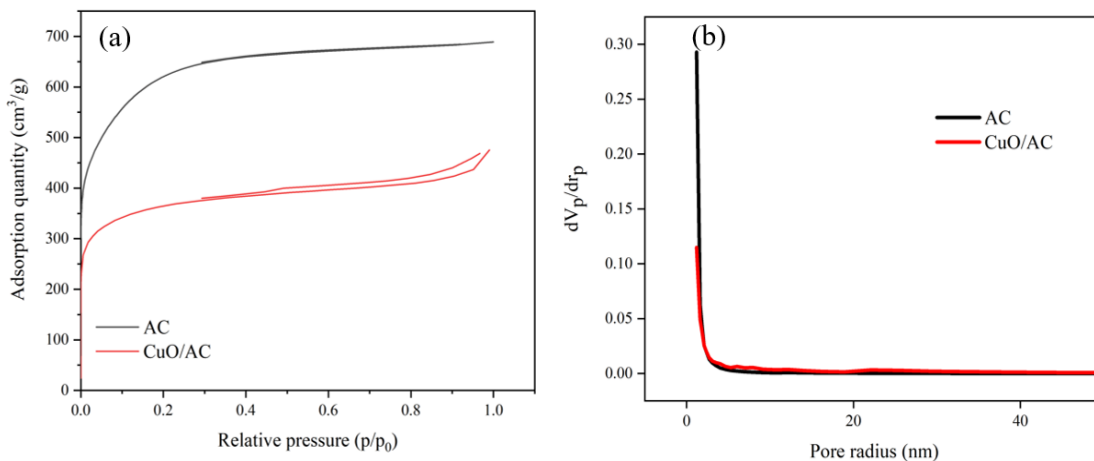 (a)
Adsorption quantity (cm³/g)
700
600
500
400
300
200
100
0
AC
CuO/AC
0.0 0.2 0.4 0.6 0.8 1.0
Relative pressure (p/p₀)
(b)
dVₚ/drₚ
0.30
0.25
0.20
0.15
0.10
0.05
0.00
AC
CuO/AC
0 20 40
Pore radius (nm)